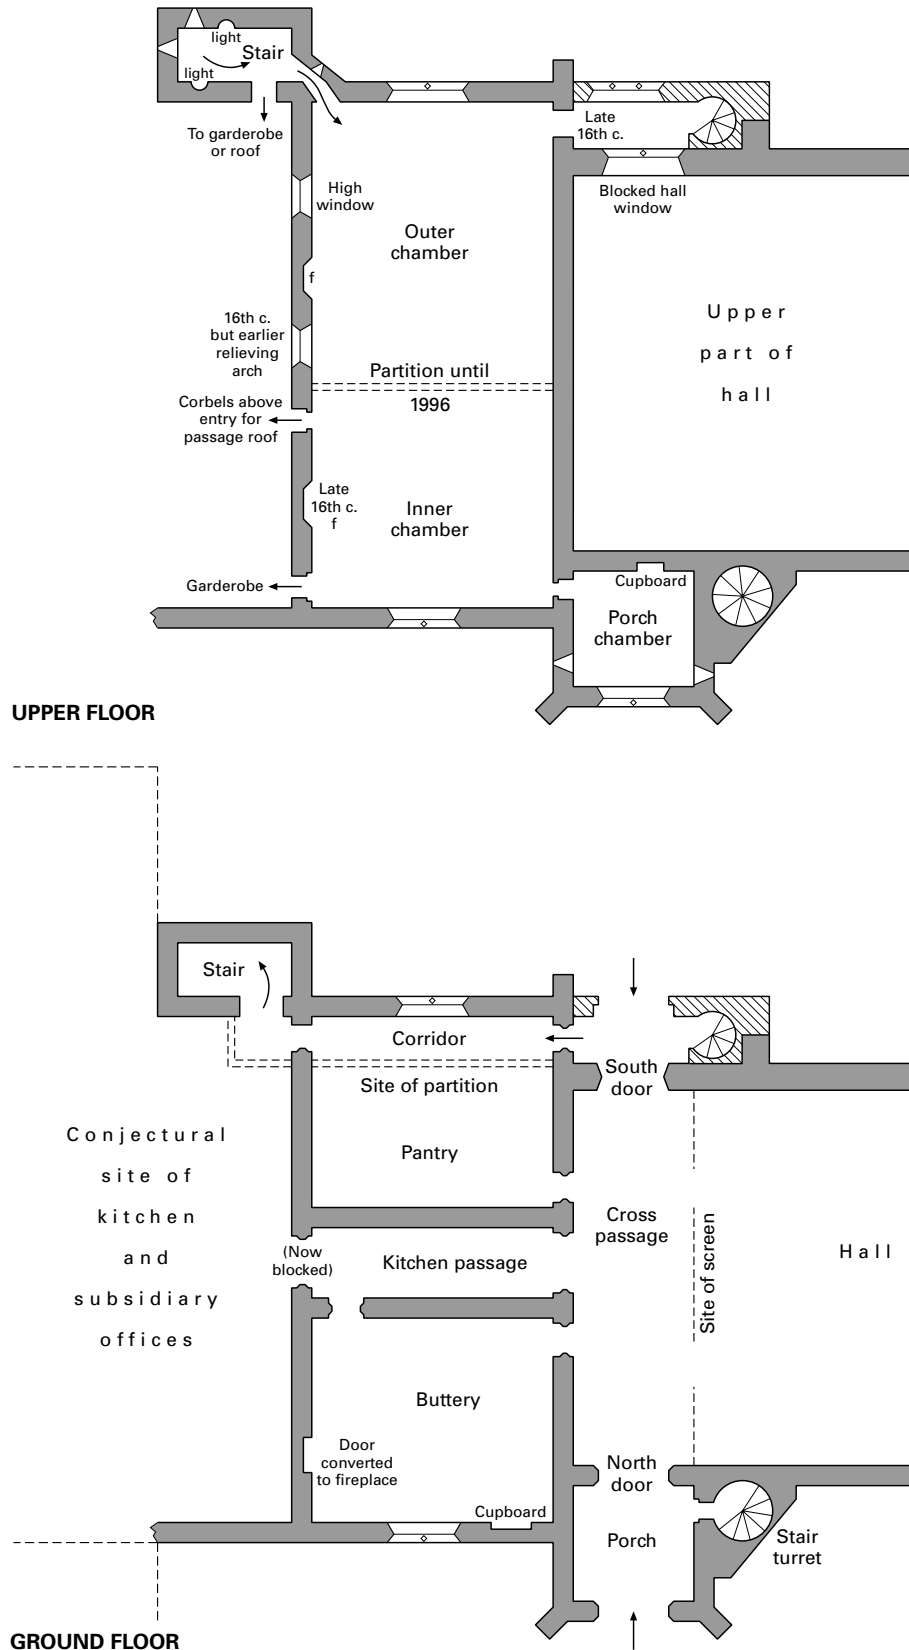 light
Stair
light
To garderobe
or roof
Late
16th c.
High
window
Blocked hall
window
Outer
chamber
f
Upper
part of
hall
16th c.
but earlier
relieving
arch
Partition until
1996
Corbels above
entry for
passage roof
Late
16th c.
f
Inner
chamber
Garderobe
Cupboard
Porch
chamber
UPPER FLOOR
Stair
Corridor
South
door
Site of partition
Conjectural
site of
kitchen
and
subsidiary
offices
Pantry
Cross
passage
Site of screen
Hall
(Now
blocked)
Kitchen passage
Buttery
Door
converted
to fireplace
North
door
Cupboard
Porch
Stair
turret
GROUND FLOOR